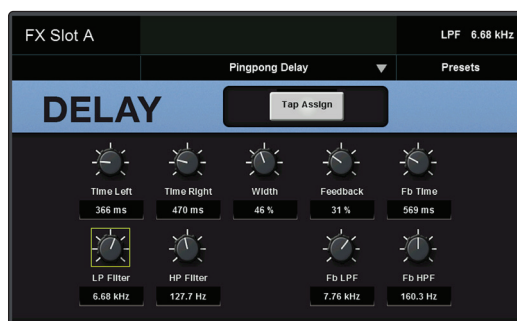 FX Slot A
LPF 6.68 kHz
Pingpong Delay
Presets
DELAY
Tap Assign
Time Left Time Right Width Feedback Fb Time
366 ms 470 ms 46 % 31 % 569 ms
LP Filter HP Filter Fb LPF Fb HPF
6.68 kHz 127.7 Hz 7.76 kHz 160.3 Hz